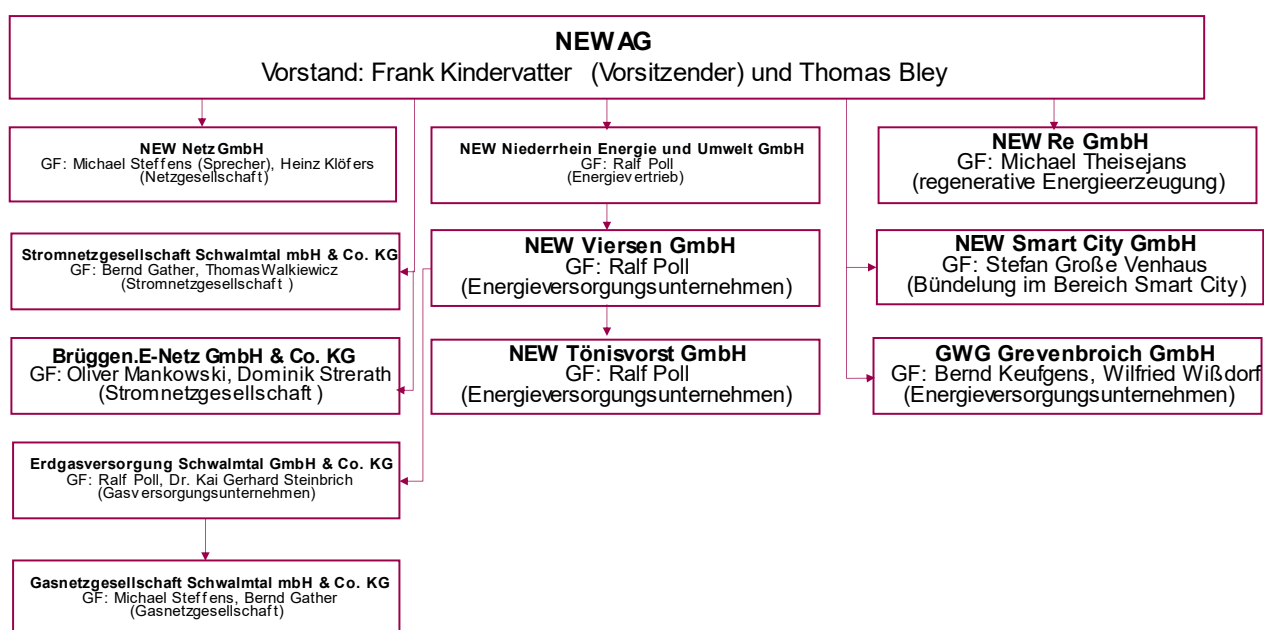 NEW AG
Vorstand: Frank Kindervatter (Vorsitzender) und Thomas Bley
NEW Netz GmbH
GF: Michael Steffens (Sprecher), Heinz Klöfers
(Netzgesellschaft)
NEW Niederrhein Energie und Umwelt GmbH
GF: Ralf Poll
(Energievertrieb)
NEW Re GmbH
GF: Michael Theisejans
(regenerative Energieerzeugung)
Stromnetzgesellschaft Schwalmtal mbH & Co. KG
GF: Bernd Gather, Thomas Walkiewicz
(Stromnetzgesellschaft )
NEW Viersen GmbH
GF: Ralf Poll
(Energieversorgungsunternehmen)
NEW Smart City GmbH
GF: Stefan Große Venhaus
(Bündelung im Bereich Smart City)
Brüggen.E-Netz GmbH & Co. KG
GF: Oliver Mankowski, Dominik Strerath
(Stromnetzgesellschaft )
NEW Tönisvorst GmbH
GF: Ralf Poll
(Energieversorgungsunternehmen)
GWG Grevenbroich GmbH
GF: Bernd Keufgens, Wilfried Wißdorf
(Energieversorgungsunternehmen)
Erdgasversorgung Schwalmtal GmbH & Co. KG
GF: Ralf Poll, Dr. Kai Gerhard Steinbrich
(Gasversorgungsunternehmen)
Gasnetzgesellschaft Schwalmtal mbH & Co. KG
GF: Michael Steffens, Bernd Gather
(Gasnetzgesellschaft)